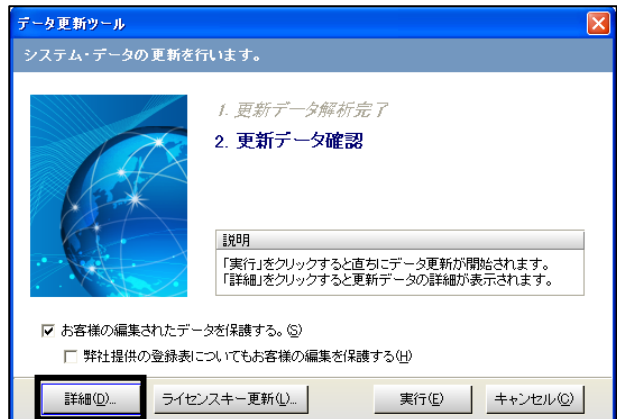 データ更新ツール
システム・データの更新を行います。
1. 更新データ解析完了
2. 更新データ確認
説明
「実行」をクリックすると直ちにデータ更新が開始されます。
「詳細」をクリックすると更新データの詳細が表示されます。
お客様の編集されたデータを保護する。(S)
弊社提供の登録表についてもお客様の編集を保護する(H)
詳細(D)... ライセンスキー更新(L)... 実行(E) キャンセル(C)